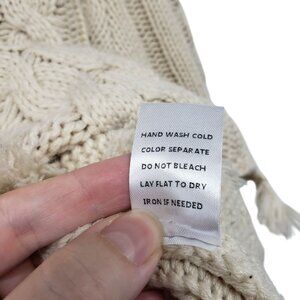 HAND WASH COLD
COLOR SEPARATE
DO NOT BLEACH
LAY FLAT TO DRY
IRON IF NEEDED